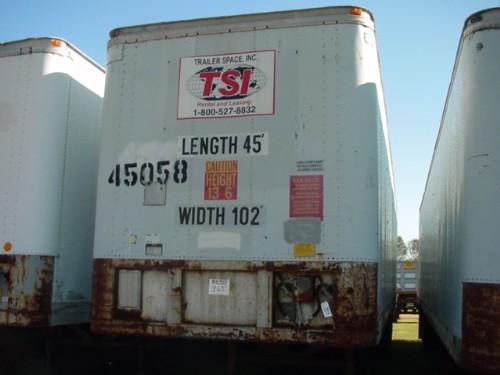 TRAILER SPACE, INC.
TSI
Rental and Leasing
1-800-527-8832
LENGTH 45'
45058
CAUTION
HEIGHT
13 6
WIDTH 102"